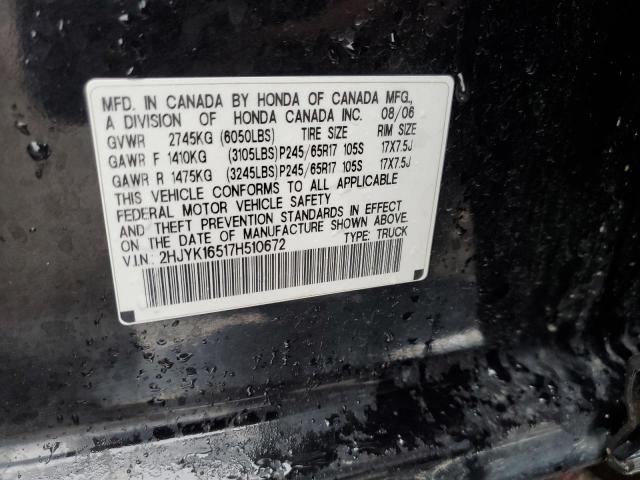 MFD. IN CANADA BY HONDA OF CANADA MFG.,
A DIVISION OF HONDA CANADA INC. 08/06
GVWR 2745KG (6050LBS) TIRE SIZE RIM SIZE
GAWR F 1410KG (3105LBS) P245/65R17 105S 17X7.5J
GAWR R 1475KG (3245LBS) P245/65R17 105S 17X7.5J
THIS VEHICLE CONFORMS TO ALL APPLICABLE
FEDERAL MOTOR VEHICLE SAFETY
AND THEFT PREVENTION STANDARDS IN EFFECT
ON THE DATE OF MANUFACTURE SHOWN ABOVE.
V.I.N: 2HJYK16517H510672 TYPE: TRUCK